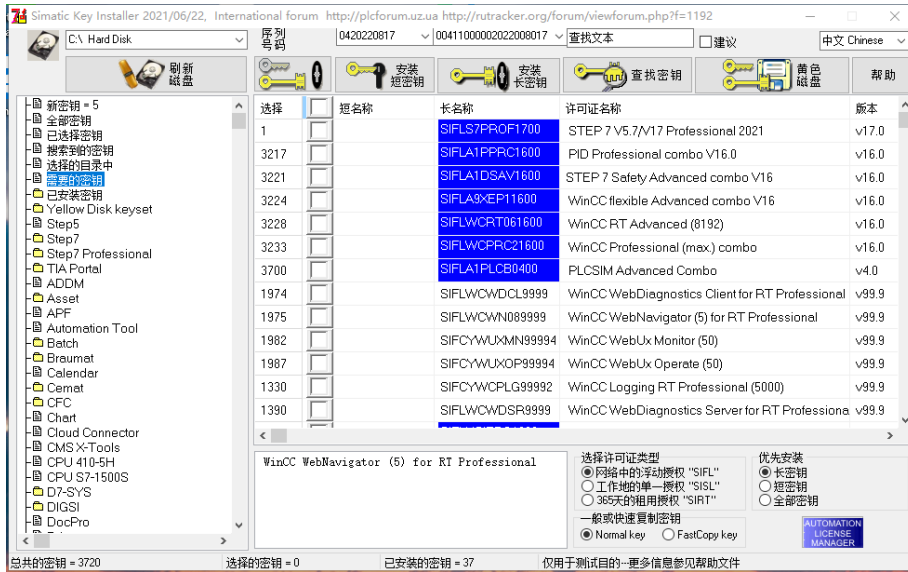 Simatic Key Installer 2021/06/22, International forum http://plcforum.uz.ua http://rutracker.org/forum/viewforum.php?f=1192
C:\ Hard Disk
序列号码
0420220817
00411000002022008017
查找文本
建议
中文 Chinese
刷新磁盘
安装短密钥
安装长密钥
查找密钥
黄色磁盘
帮助
新密钥 = 5
全部密钥
已选择密钥
搜索到的密钥
选择的目录中
需要的密钥
已安装密钥
Yellow Disk keyset
Step5
Step7
Step7 Professional
TIA Portal
ADDM
Asset
APF
Automation Tool
Batch
Braumat
Calendar
Cemat
CFC
Chart
Cloud Connector
CMS X-Tools
CPU 410-5H
CPU S7-1500S
D7-SYS
DIGSI
DocPro
选择 短名称 长名称 许可证名称 版本
1 SIFLS7PROF1700 STEP 7 V5.7/V17 Professional 2021 v17.0
3217 SIFLA1PPRC1600 PID Professional combo V16.0 v16.0
3221 SIFLA1DSAV1600 STEP 7 Safety Advanced combo V16 v16.0
3224 SIFLA9XEP11600 WinCC flexible Advanced combo V16 v16.0
3228 SIFLWCRT061600 WinCC RT Advanced (8192) v16.0
3233 SIFLWCPRC21600 WinCC Professional (max.) combo v16.0
3700 SIFLA1PLCB0400 PLCSIM Advanced Combo v4.0
1974 SIFLWCWDCL9999 WinCC WebDiagnostics Client for RT Professional v99.9
1975 SIFLWCWN089999 WinCC WebNavigator (5) for RT Professional v99.9
1982 SIFCYWUXMN99994 WinCC WebUx Monitor (50) v99.9
1987 SIFCYWUXOP99994 WinCC WebUx Operate (50) v99.9
1330 SIFCYWCPLG99992 WinCC Logging RT Professional (5000) v99.9
1390 SIFLWCWDSR9999 WinCC WebDiagnostics Server for RT Professiona v99.9
WinCC WebNavigator (5) for RT Professional
选择许可证类型
网络中的浮动授权 "SIFL"
工作地的单一授权 "SISL"
365天的租用授权 "SIRT"
一般或快速复制密钥
Normal key FastCopy key
优先安装
长密钥
短密钥
全部密钥
AUTOMATION
LICENSE
MANAGER
总共的密钥 = 3720 选择的密钥 = 0 已安装的密钥 = 37 仅用于测试目的--更多信息参见帮助文件